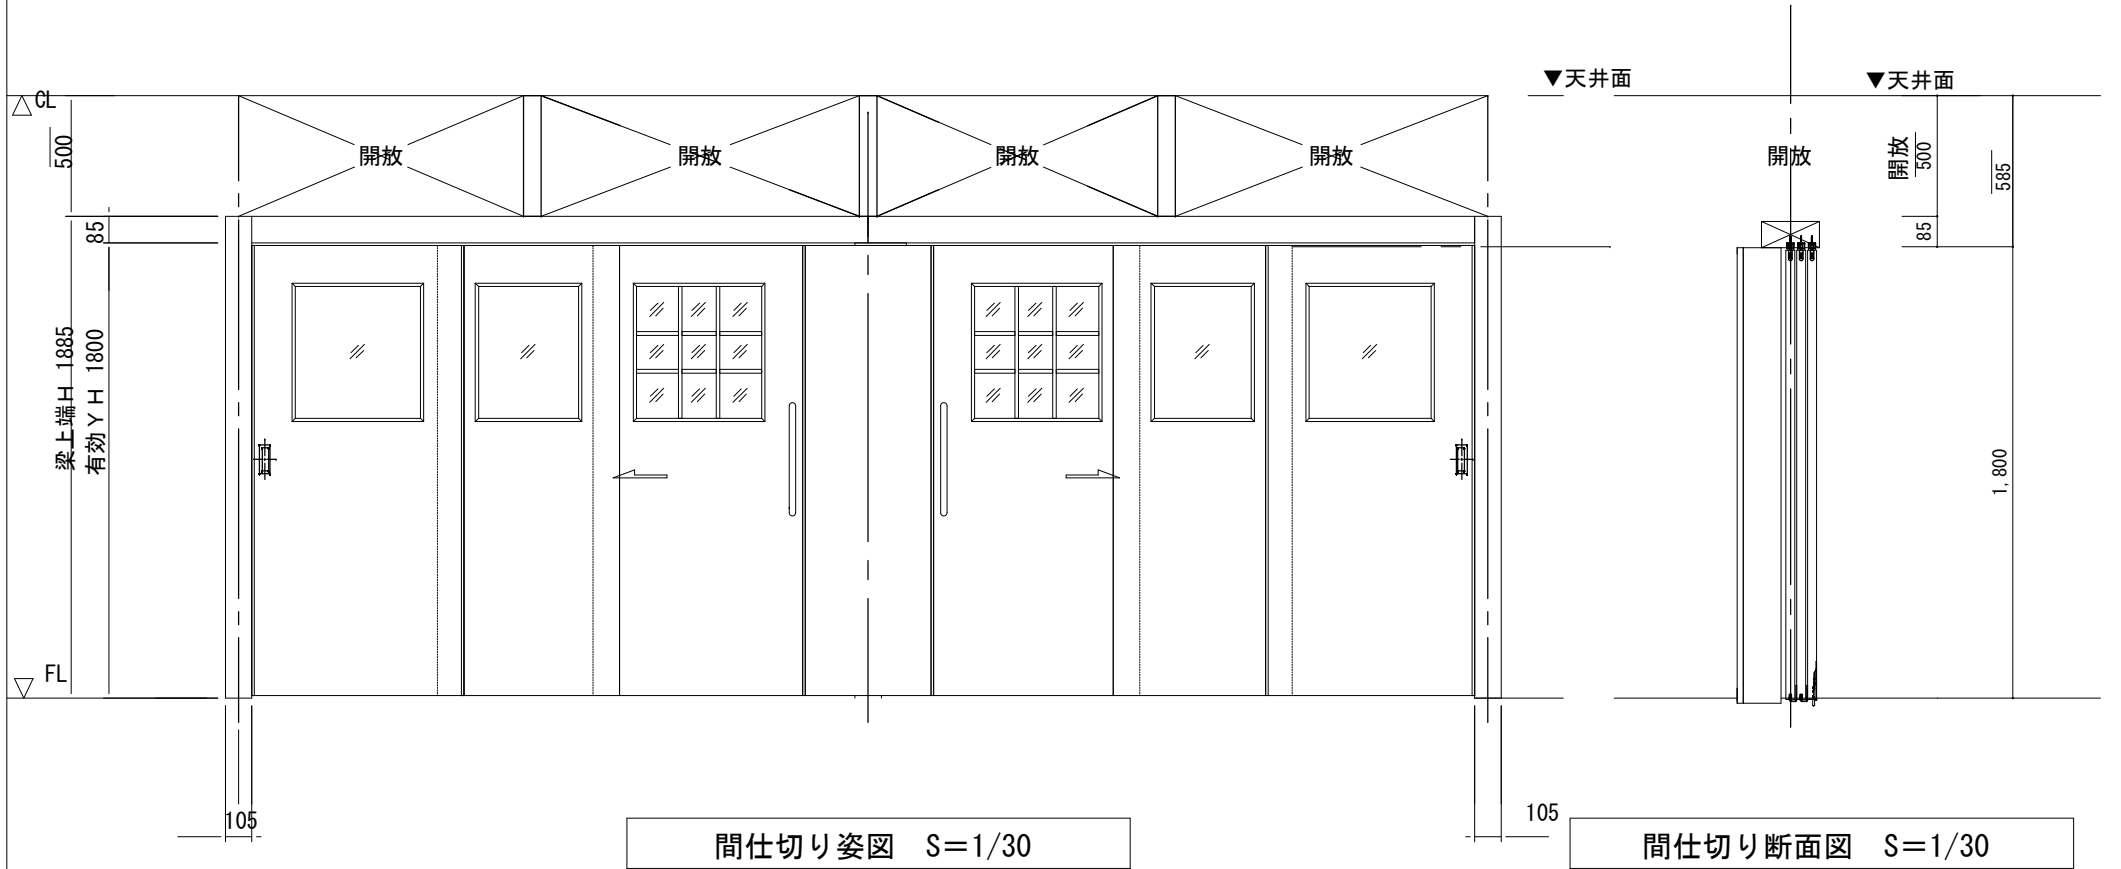 ▼天井面
▼天井面
CL
500
開放
開放
開放
開放
開放
開放
500
585
85
85
梁上端H 1885
有効YH 1800
1,800
FL
105
105
間仕切り姿図 S=1/30
間仕切り断面図 S=1/30